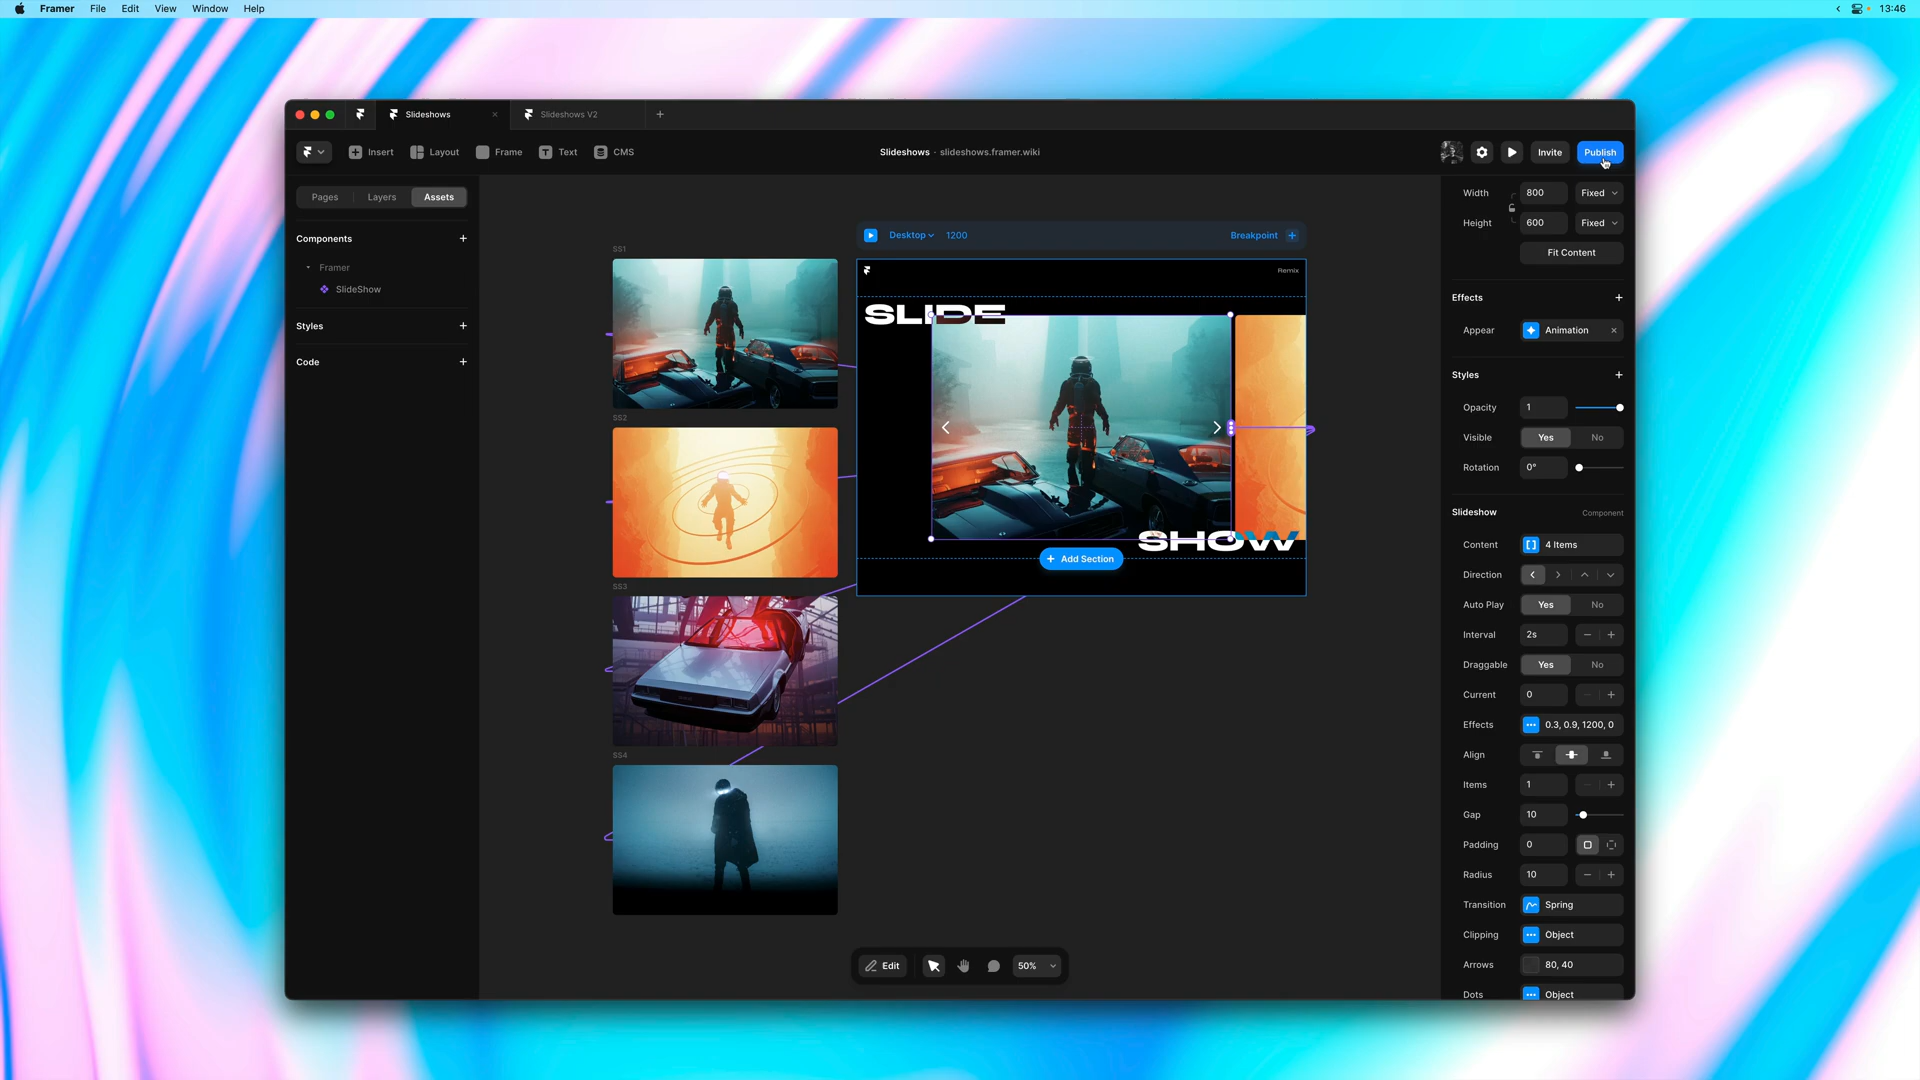 Framer File Edit View Window Help 13:46
Slideshows Slideshows V2
Insert Layout Frame Text CMS
Slideshows · slideshows.framer.wiki
Invite Publish
Pages Layers Assets
Components
Framer
SlideShow
Styles
Code
SS1
SS2
SS3
SS4
Desktop 1200 Breakpoint
Remix
SLIDE
SHOW
Add Section
Edit 50%
Width 800 Fixed
Height 600 Fixed
Fit Content
Effects
Appear Animation
Styles
Opacity 1
Visible Yes No
Rotation 0°
Slideshow Component
Content 4 Items
Direction
Auto Play Yes No
Interval 2s
Draggable Yes No
Current 0
Effects 0.3, 0.9, 1200, 0
Align
Items 1
Gap 10
Padding 0
Radius 10
Transition Spring
Clipping Object
Arrows 80, 40
Dots Object